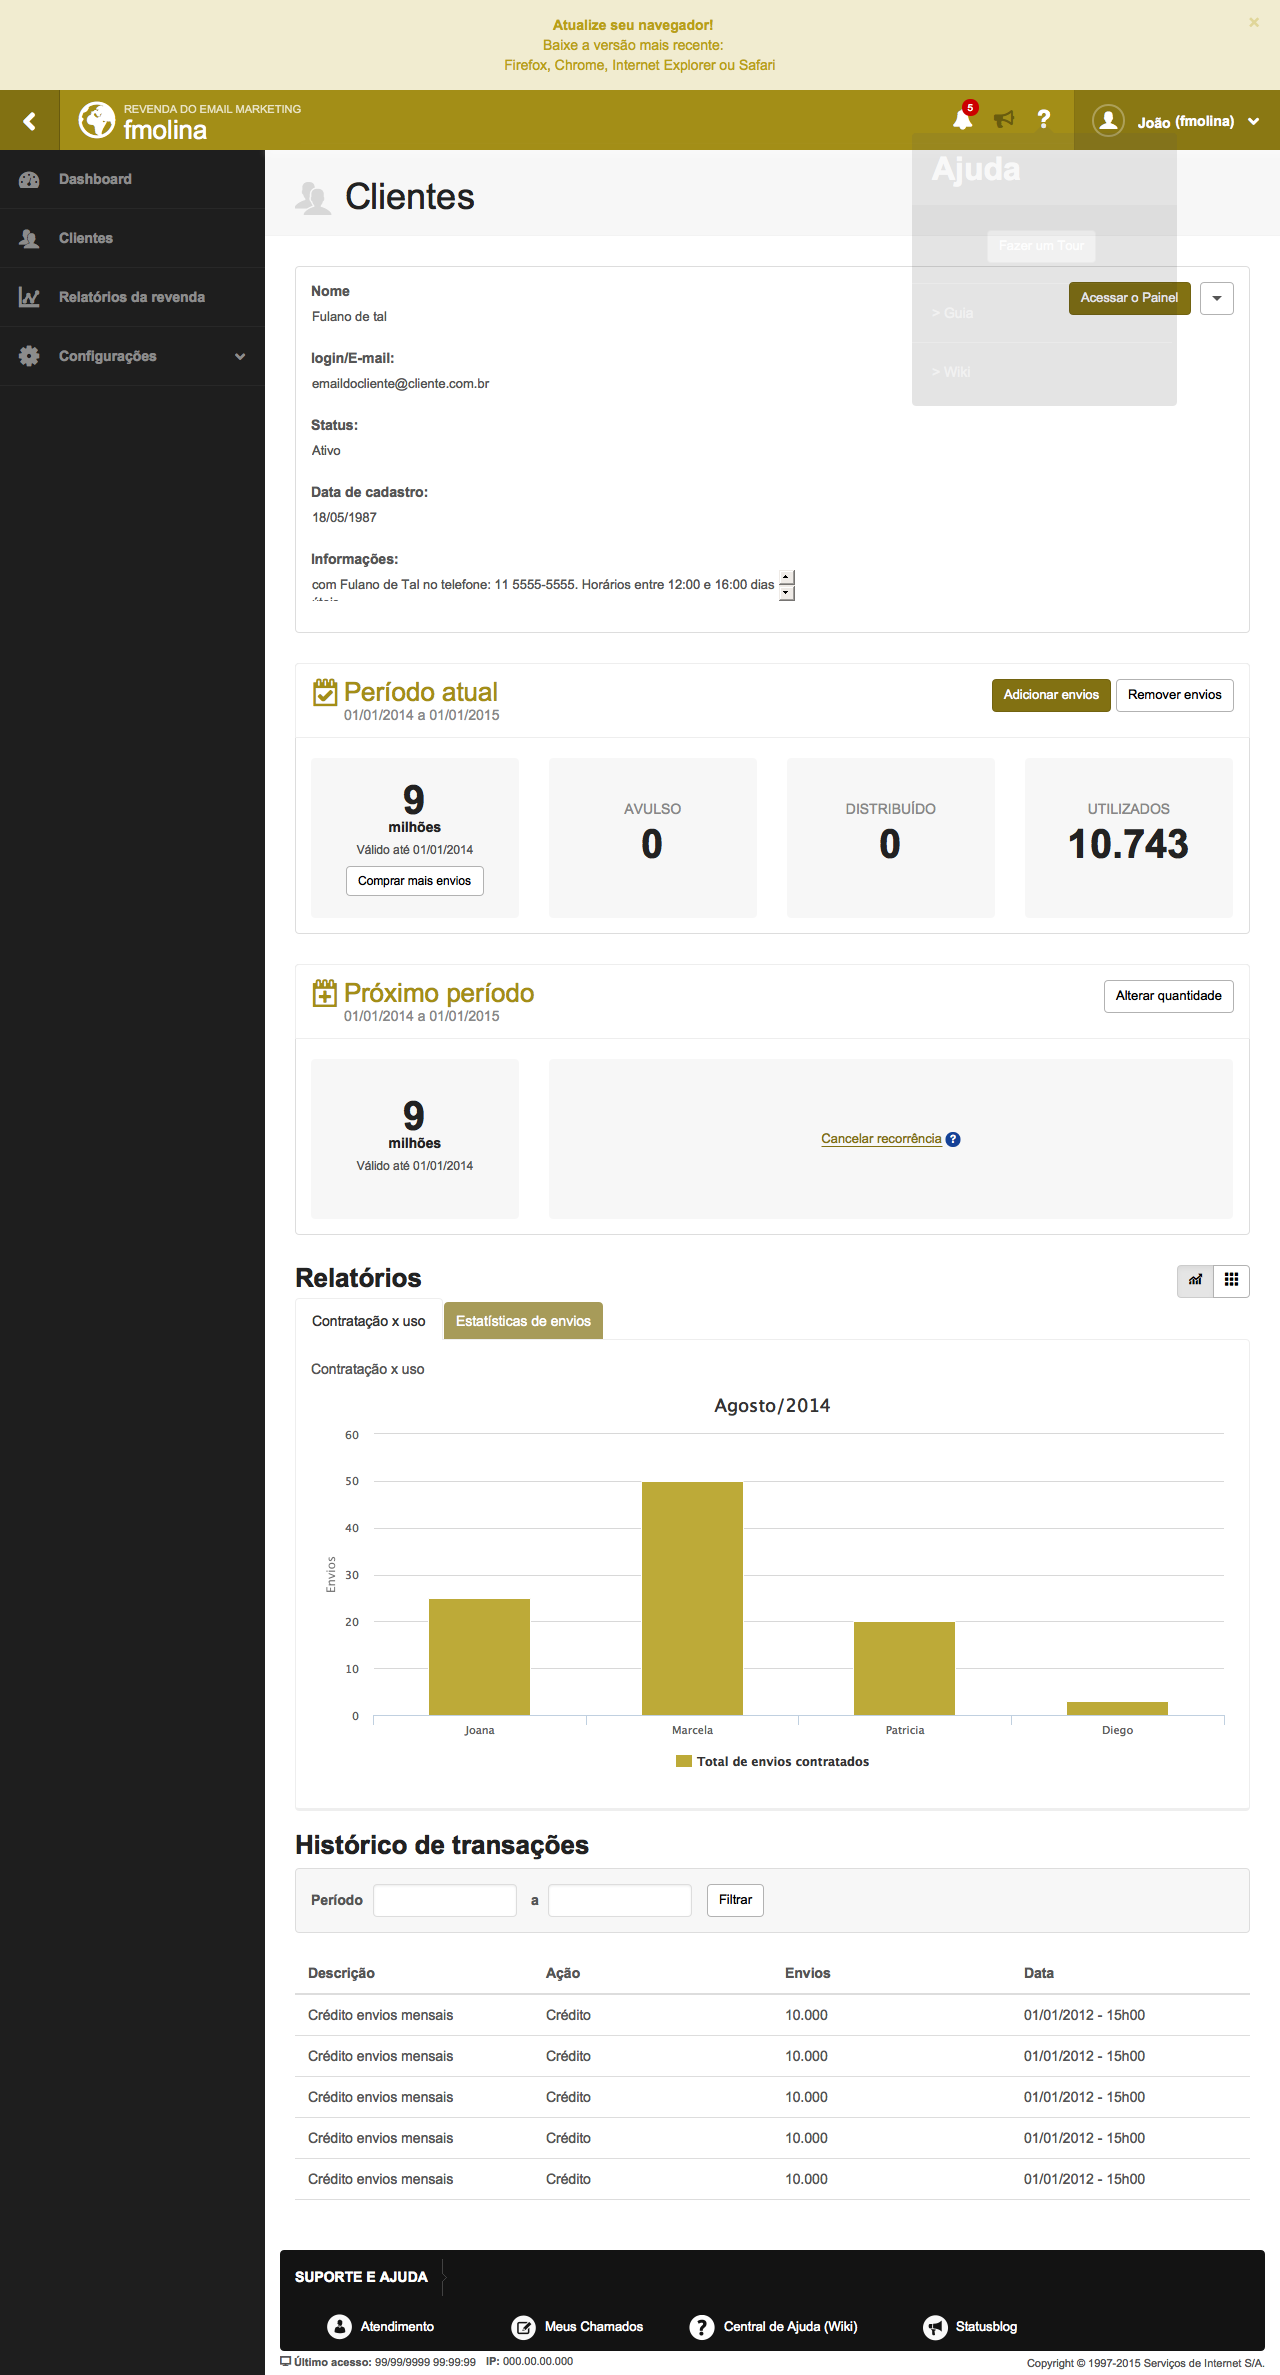 Atualize seu navegador!
×
Baixe a versão mais recente:
Firefox, Chrome, Internet Explorer ou Safari
REVENDA DO EMAIL MARKETING
fmolina
5
?
João (fmolina)
Dashboard
Clientes
Relatórios da revenda
Configurações
Clientes
Ajuda
Fazer um Tour
> Guia
> Wiki
Nome
Fulano de tal
Acessar o Painel
login/E-mail:
emaildocliente@cliente.com.br
Status:
Ativo
Data de cadastro:
18/05/1987
Informações:
com Fulano de Tal no telefone: 11 5555-5555. Horários entre 12:00 e 16:00 dias
úteis
Período atual
01/01/2014 a 01/01/2015
Adicionar envios
Remover envios
9
milhões
Válido até 01/01/2014
Comprar mais envios
AVULSO
0
DISTRIBUÍDO
0
UTILIZADOS
10.743
Próximo período
01/01/2014 a 01/01/2015
Alterar quantidade
9
milhões
Válido até 01/01/2014
Cancelar recorrência ?
Relatórios
Contratação x uso
Estatísticas de envios
Contratação x uso
Agosto/2014
60
50
40
30
20
10
0
Envios
Joana
Marcela
Patricia
Diego
Total de envios contratados
Histórico de transações
Período
a
Filtrar
Descrição Ação Envios Data
Crédito envios mensais Crédito 10.000 01/01/2012 - 15h00
Crédito envios mensais Crédito 10.000 01/01/2012 - 15h00
Crédito envios mensais Crédito 10.000 01/01/2012 - 15h00
Crédito envios mensais Crédito 10.000 01/01/2012 - 15h00
Crédito envios mensais Crédito 10.000 01/01/2012 - 15h00
SUPORTE E AJUDA
Atendimento
Meus Chamados
? Central de Ajuda (Wiki)
Statusblog
Último acesso: 99/99/9999 99:99:99 IP: 000.00.00.000
Copyright © 1997-2015 Serviços de Internet S/A.